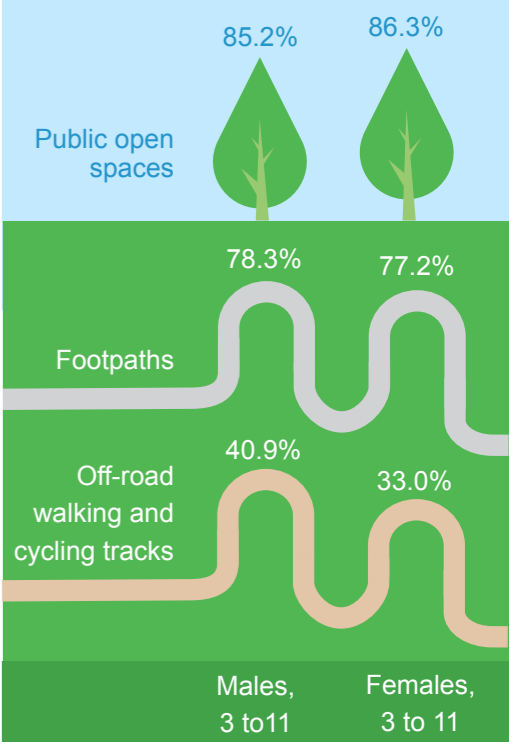 85.2%
86.3%
Public open
spaces
78.3%
77.2%
Footpaths
40.9%
33.0%
Off-road
walking and
cycling tracks
Males,
3 to11
Females,
3 to 11